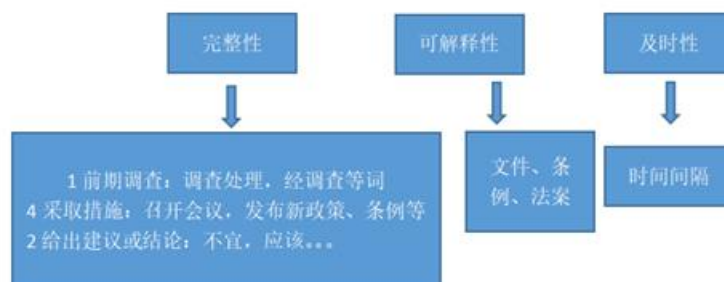 完整性
可解释性
及时性
1 前期调查：调查处理，经调查等词
4 采取措施：召开会议，发布新政策、条例等
2 给出建议或结论：不宜，应该。。。
文件、条
例、法案
时间间隔